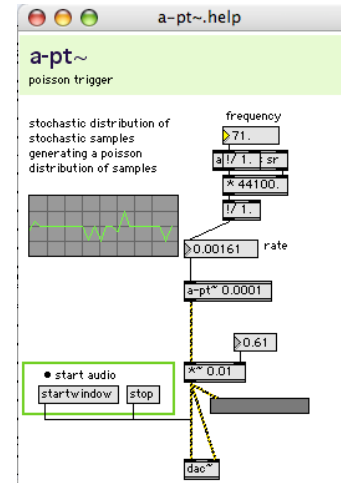 a-pt~.help
a-pt~
poisson trigger
stochastic distribution of
stochastic samples
generating a poisson
distribution of samples
frequency
71.
a !/ 1. : sr
* 44100.
!/ 1.
0.00161 rate
a-pt~ 0.0001
0.61
*~ 0.01
start audio
startwindow stop
dac~